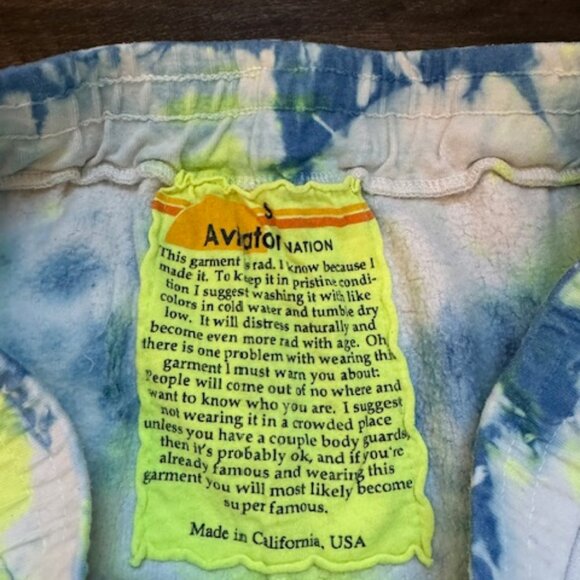 S
Aviator NATION
This garment is rad. I know because I
made it. To keep it in pristine condi-
tion I suggest washing it with like
colors in cold water and tumble dry
low. It will distress naturally and
become even more rad with age. Oh,
there is one problem with wearing this
garment I must warn you about:
People will come out of no where and
want to know who you are. I suggest
not wearing it in a crowded place
unless you have a couple body guards,
then it's probably ok, and if you're
already famous and wearing this
garment you will most likely become
super famous.
Made in California, USA